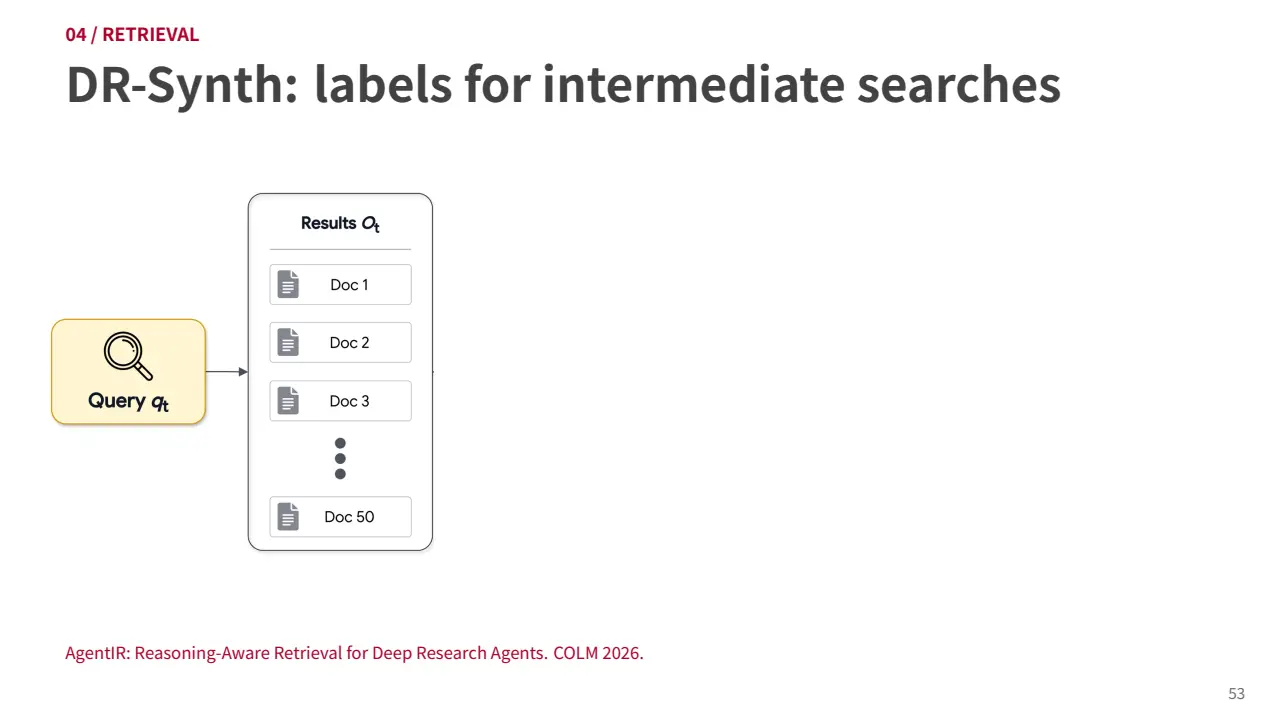 04 / RETRIEVAL
DR-Synth: labels for intermediate searches
Results Oₜ
Doc 1
Doc 2
Doc 3
Query qₜ
Doc 50
AgentIR: Reasoning-Aware Retrieval for Deep Research Agents. COLM 2026.
53